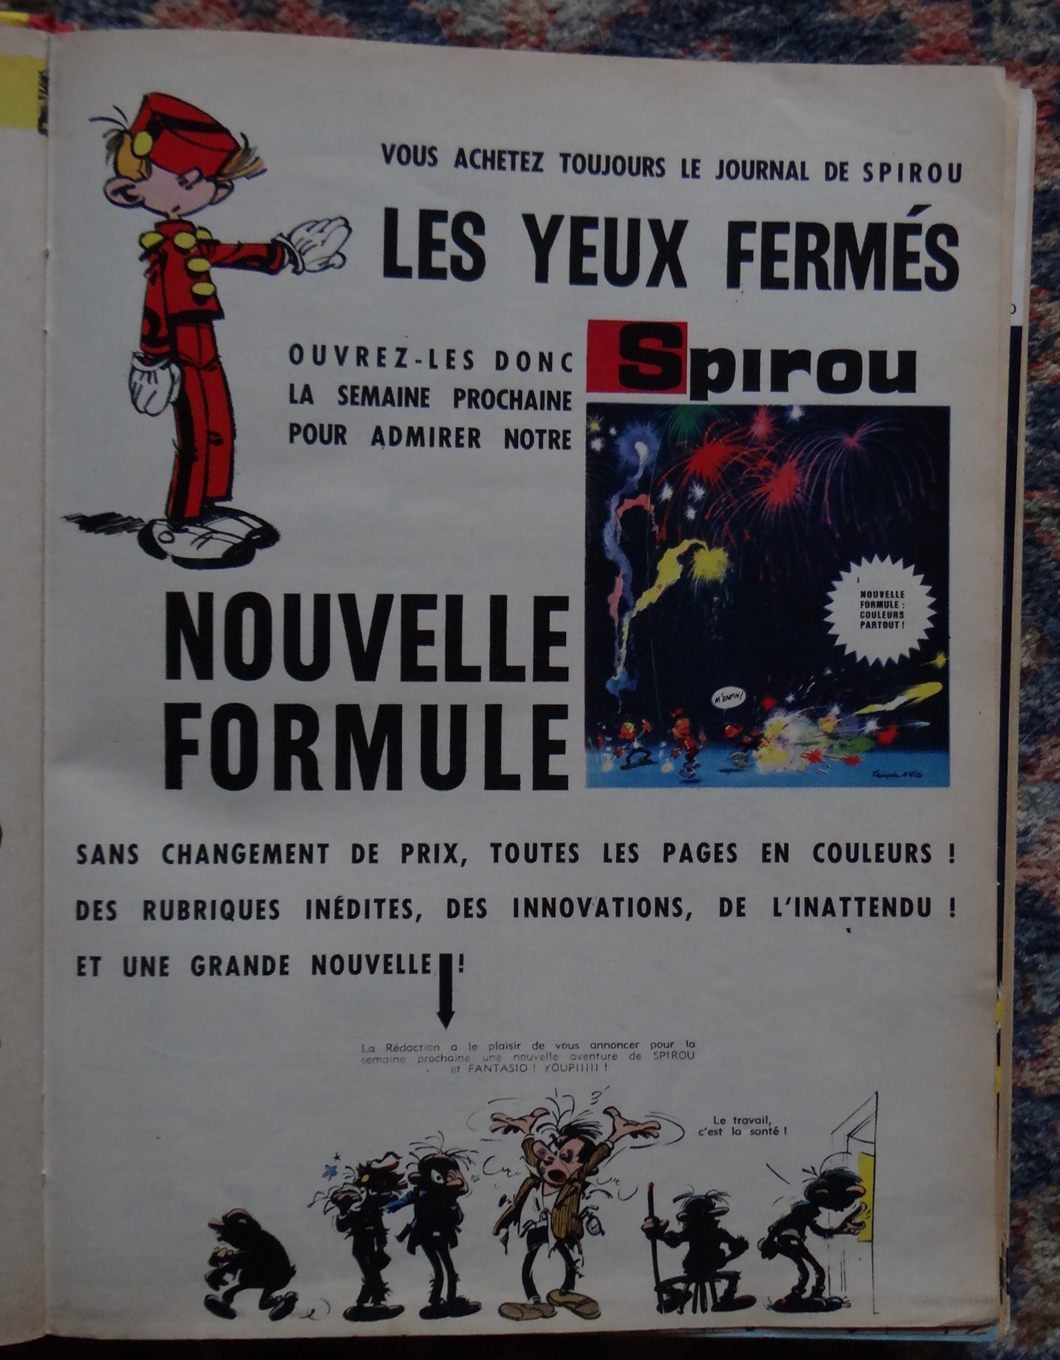 VOUS ACHETEZ TOUJOURS LE JOURNAL DE SPIROU
LES YEUX FERMÉS
OUVREZ-LES DONC
LA SEMAINE PROCHAINE
POUR ADMIRER NOTRE
Spirou
NOUVELLE
FORMULE :
COULEURS
PARTOUT !
M'ENFIN!
NOUVELLE
FORMULE
SANS CHANGEMENT DE PRIX, TOUTES LES PAGES EN COULEURS !
DES RUBRIQUES INÉDITES, DES INNOVATIONS, DE L'INATTENDU !
ET UNE GRANDE NOUVELLE !
La Rédaction a le plaisir de vous annoncer pour la
semaine prochaine une nouvelle aventure de SPIROU
et FANTASIO ! YOUPIIIII !
Le travail,
c'est la santé !